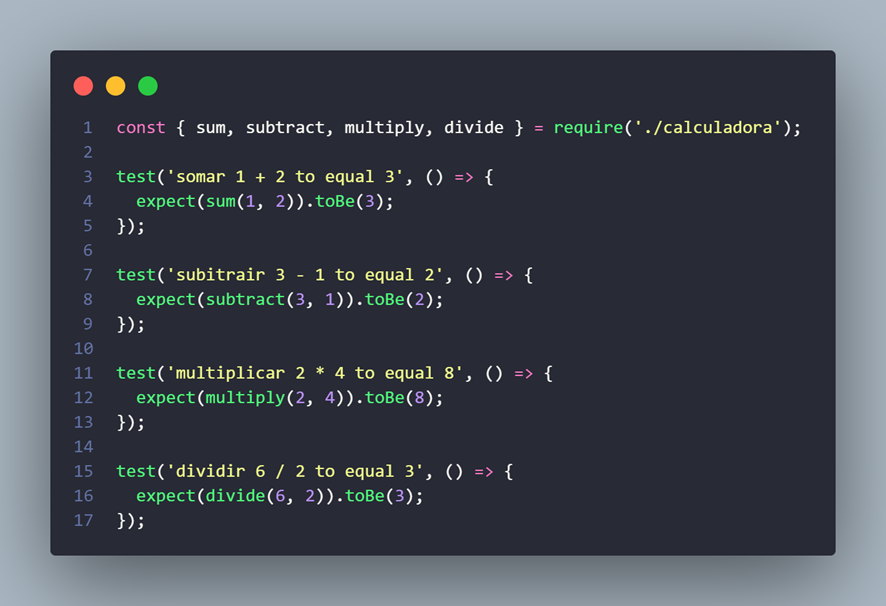 1 const { sum, subtract, multiply, divide } = require('./calculadora');
2
3 test('somar 1 + 2 to equal 3', () => {
4   expect(sum(1, 2)).toBe(3);
5 });
6
7 test('subitrair 3 - 1 to equal 2', () => {
8   expect(subtract(3, 1)).toBe(2);
9 });
10
11 test('multiplicar 2 * 4 to equal 8', () => {
12   expect(multiply(2, 4)).toBe(8);
13 });
14
15 test('dividir 6 / 2 to equal 3', () => {
16   expect(divide(6, 2)).toBe(3);
17 });